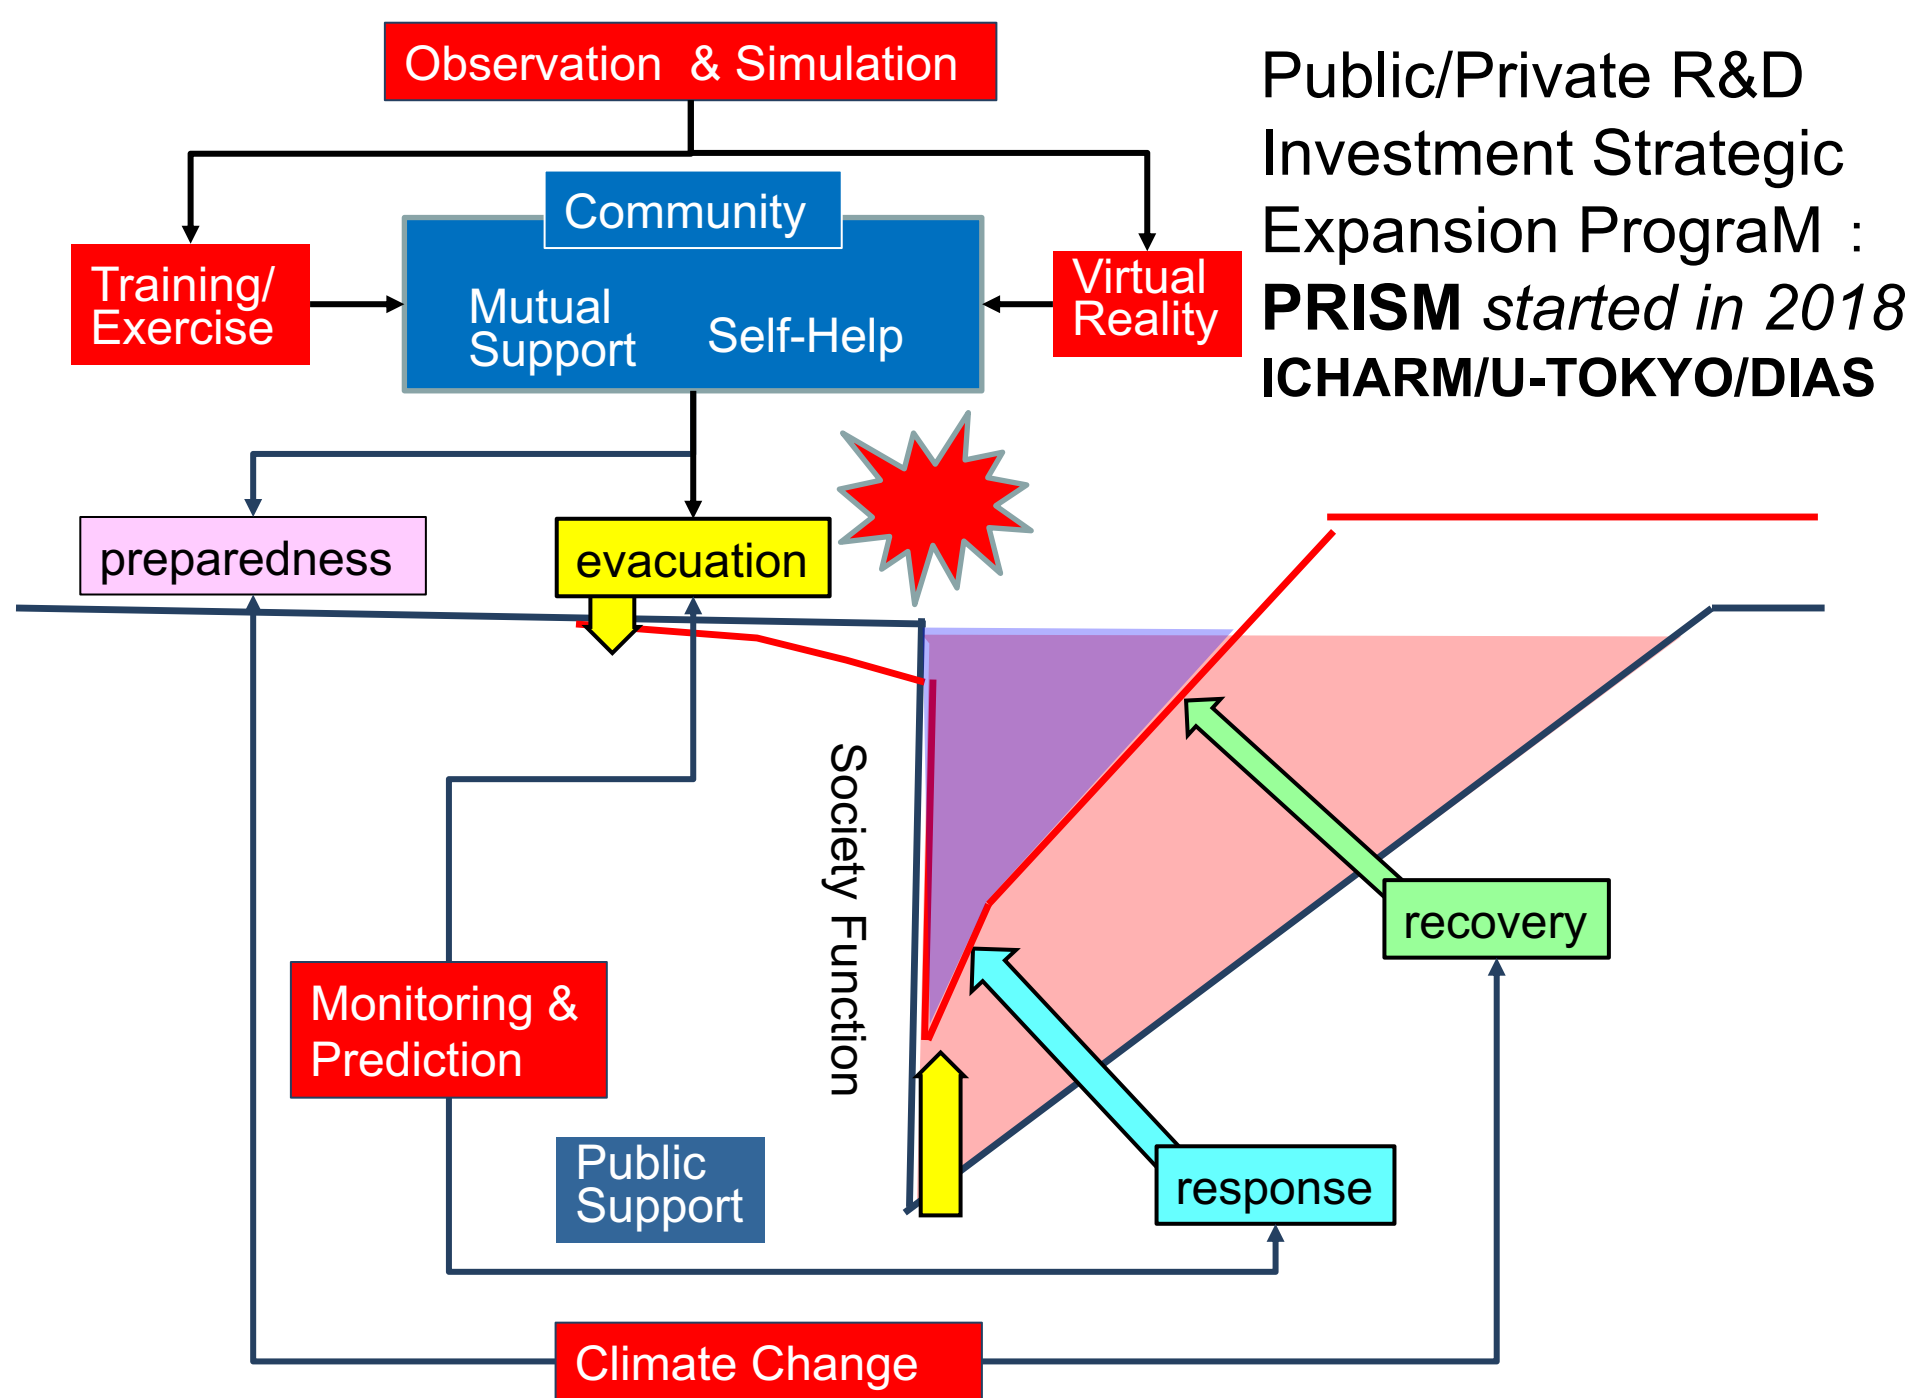 Observation & Simulation
Public/Private R&D
Investment Strategic
Expansion PrograM :
PRISM started in 2018
ICHARM/U-TOKYO/DIAS
Community
Training/
Exercise
Mutual
Support
Self-Help
Virtual
Reality
preparedness
evacuation
Society Function
recovery
Monitoring &
Prediction
Public
Support
response
Climate Change